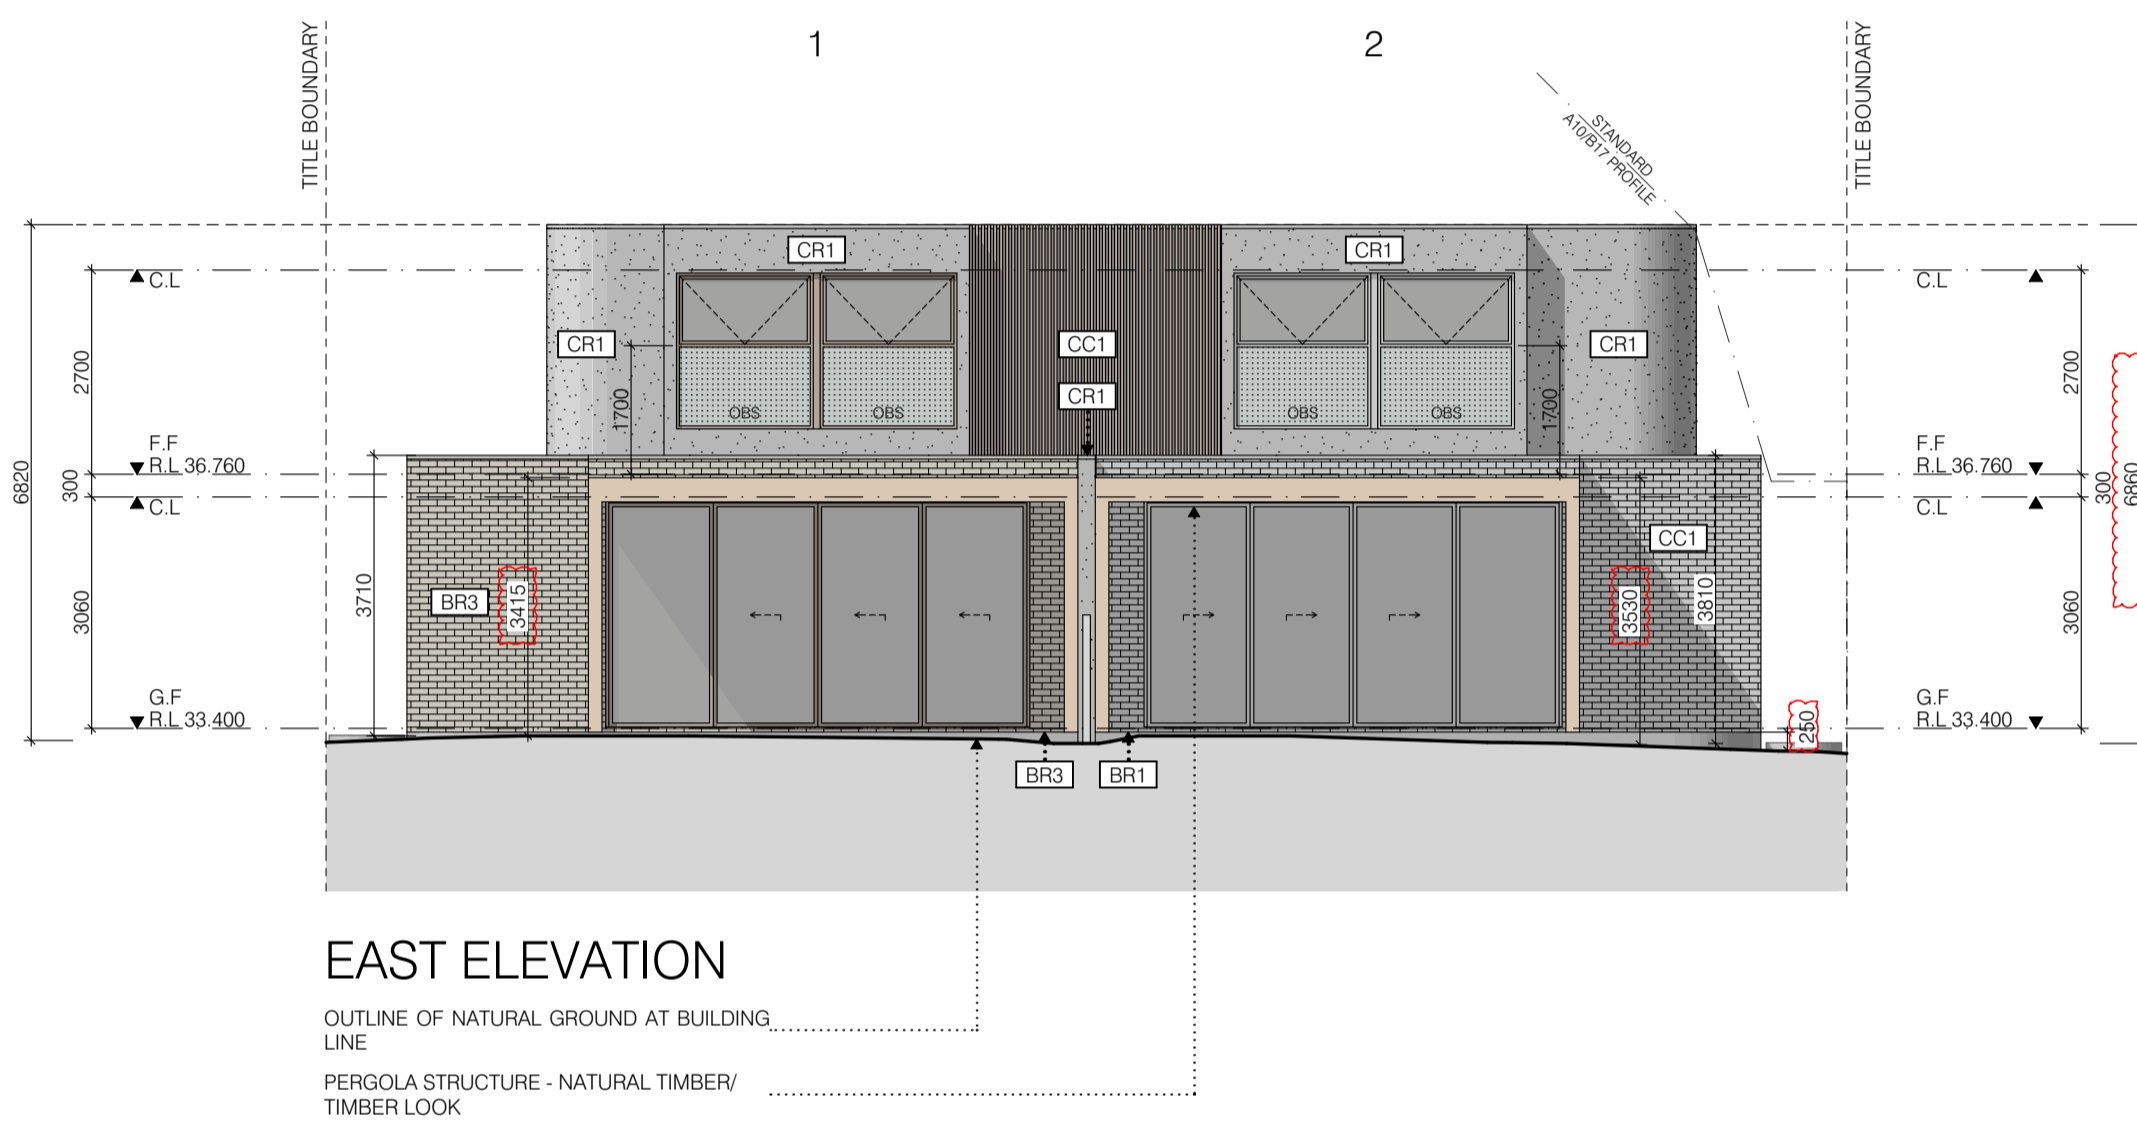 1
2
TITLE BOUNDARY
TITLE BOUNDARY
STANDARD
A10/B17 PROFILE
CR1
CR1
C.L
C.L
CR1
CC1
CR1
CR1
2700
2700
1700
1700
OBS
OBS
OBS
OBS
F.F
R.L 36.760
F.F
R.L 36.760
6820
300
300
6860
C.L
C.L
CC1
BR3
3415
3710
3530
3810
3060
3060
G.F
R.L 33.400
G.F
R.L 33.400
250
BR3
BR1
EAST ELEVATION
OUTLINE OF NATURAL GROUND AT BUILDING
LINE
PERGOLA STRUCTURE - NATURAL TIMBER/
TIMBER LOOK